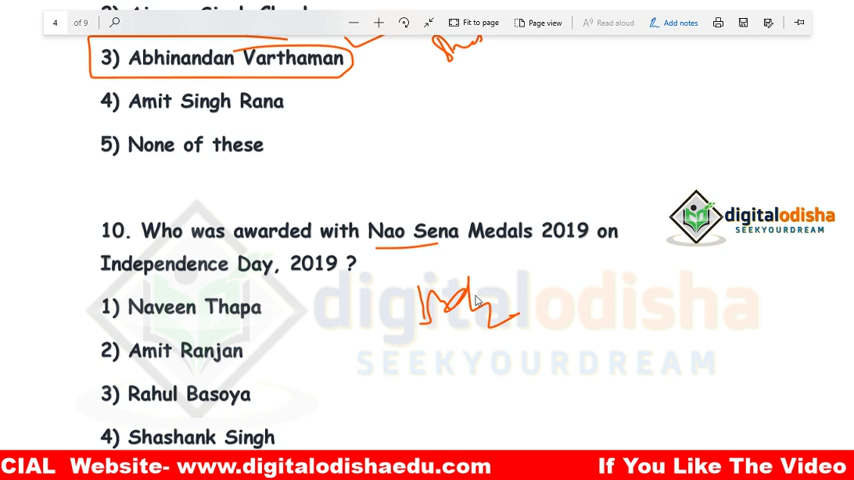 4 of 9 Fit to page Page view Read aloud Add notes
3) Abhinandan Varthaman
4) Amit Singh Rana
5) None of these
digitalodisha
SEEKYOURDREAM
10. Who was awarded with Nao Sena Medals 2019 on
Independence Day, 2019 ?
1) Naveen Thapa
digitalodisha
2) Amit Ranjan
SEEKYOURDREAM
3) Rahul Basoya
4) Shashank Singh
CIAL Website- www.digitalodishaedu.com If You Like The Video